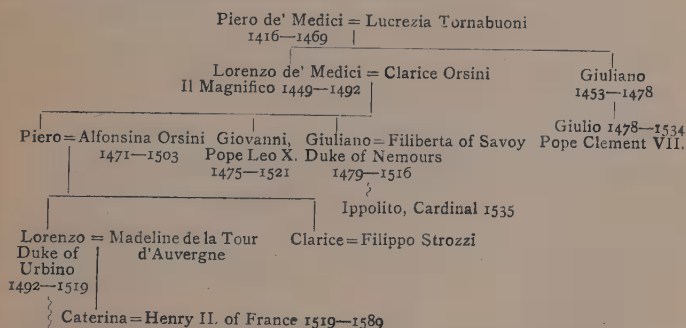 Piero de' Medici = Lucrezia Tornabuoni
1416—1469
Lorenzo de' Medici = Clarice Orsini
Il Magnifico 1449—1492
Giuliano
1453—1478
Piero = Alfonsina Orsini
1471—1503
Giovanni,
Pope Leo X.
1475—1521
Giuliano = Filiberta of Savoy
Duke of Nemours
1479—1516
Giulio 1478—1534
Pope Clement VII.
Ippolito, Cardinal 1535
Lorenzo = Madeline de la Tour
Duke of d'Auvergne
Urbino
1492—1519
Clarice = Filippo Strozzi
Caterina = Henry II. of France 1519—1589